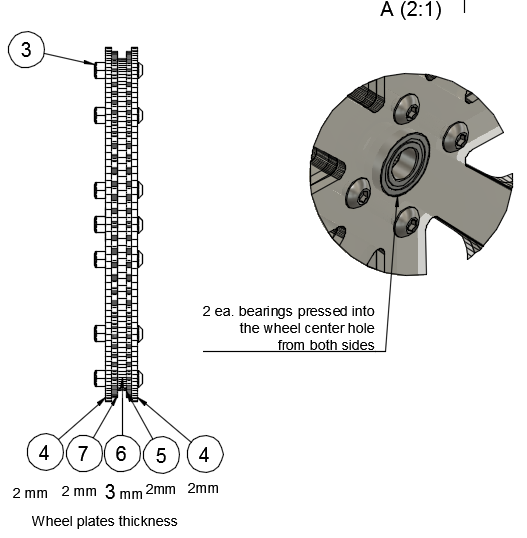 A (2:1)
3
2 ea. bearings pressed into
the wheel center hole
from both sides
4 7 6 5 4
2 mm 2 mm 3 mm 2mm 2mm
Wheel plates thickness